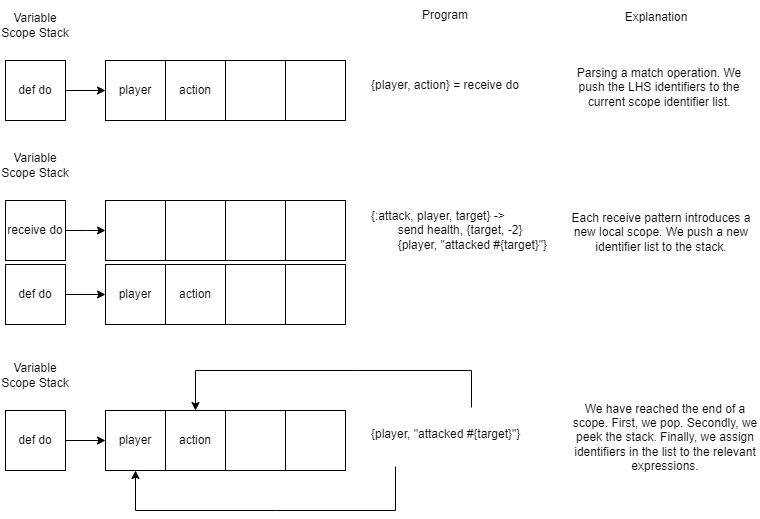 Variable
Scope Stack
Program
Explanation
def do
player
action
{player, action} = receive do
Parsing a match operation. We
push the LHS identifiers to the
current scope identifier list.
Variable
Scope Stack
receive do
{:attack, player, target} ->
send health, {target, -2}
{player, "attacked #{target}"}
Each receive pattern introduces a
new local scope. We push a new
identifier list to the stack.
def do
player
action
Variable
Scope Stack
def do
player
action
{player, "attacked #{target}"}
We have reached the end of a
scope. First, we pop. Secondly, we
peek the stack. Finally, we assign
identifiers in the list to the relevant
expressions.